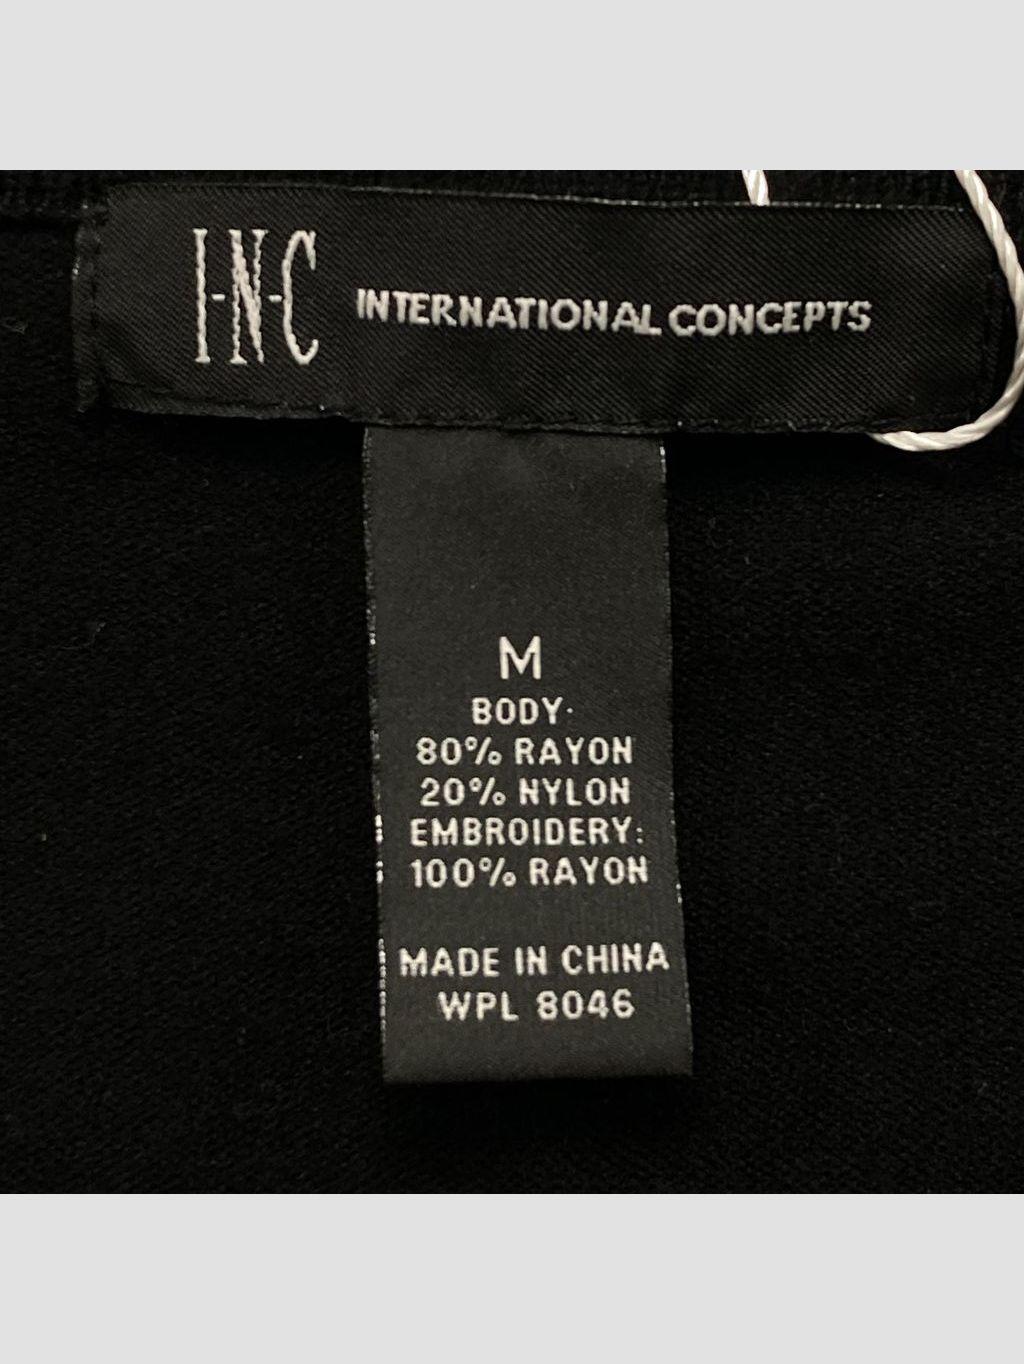 I-N-C INTERNATIONAL CONCEPTS
M
BODY:
80% RAYON
20% NYLON
EMBROIDERY:
100% RAYON
MADE IN CHINA
WPL 8046